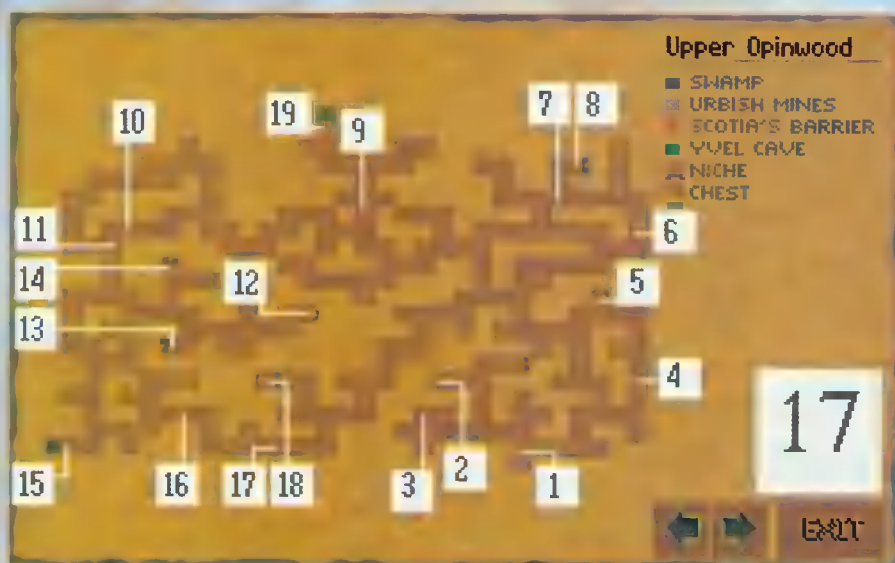 Upper Opinwood
SWAMP
URBISH MINES
SCOTIA'S BARRIER
YVEL CAVE
NICHE
CHEST
19
9
7
8
10
11
6
14
12
5
13
4
17
15
16
17
18
3
2
1
EXIT